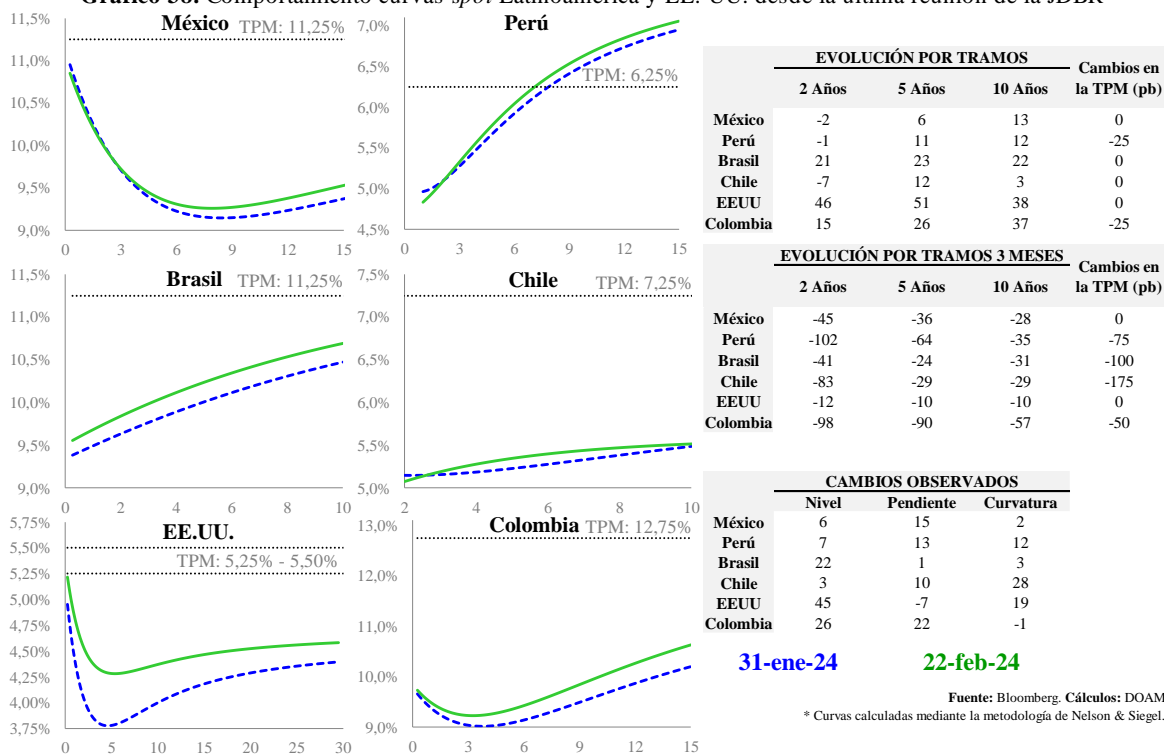 Gráfico 38. Comportamiento curvas spot Latinoamérica y EE. UU. desde la última reunión de la JDBR
México TPM: 11,25%
11,5%
11,0%
10,5%
10,0%
9,5%
9,0%
0 3 6 9 12 15
Perú
TPM: 6,25%
7,0%
6,5%
6,0%
5,5%
5,0%
4,5%
0 3 6 9 12 15
Brasil TPM: 11,25%
11,5%
11,0%
10,5%
10,0%
9,5%
9,0%
0 2 4 6 8 10
Chile TPM: 7,25%
7,5%
7,0%
6,5%
6,0%
5,5%
5,0%
2 4 6 8 10
EE.UU.
TPM: 5,25% - 5,50%
5,75%
5,50%
5,25%
5,00%
4,75%
4,50%
4,25%
4,00%
3,75%
0 5 10 15 20 25 30
Colombia TPM: 12,75%
13,0%
12,0%
11,0%
10,0%
9,0%
0 3 6 9 12 15
EVOLUCIÓN POR TRAMOS Cambios en
2 Años 5 Años 10 Años la TPM (pb)
México -2 6 13 0
Perú -1 11 12 -25
Brasil 21 23 22 0
Chile -7 12 3 0
EEUU 46 51 38 0
Colombia 15 26 37 -25
EVOLUCIÓN POR TRAMOS 3 MESES Cambios en
2 Años 5 Años 10 Años la TPM (pb)
México -45 -36 -28 0
Perú -102 -64 -35 -75
Brasil -41 -24 -31 -100
Chile -83 -29 -29 -175
EEUU -12 -10 -10 0
Colombia -98 -90 -57 -50
CAMBIOS OBSERVADOS
Nivel Pendiente Curvatura
México 6 15 2
Perú 7 13 12
Brasil 22 1 3
Chile 3 10 28
EEUU 45 -7 19
Colombia 26 22 -1
31-ene-24 22-feb-24
Fuente: Bloomberg. Cálculos: DOAM
* Curvas calculadas mediante la metodología de Nelson & Siegel.